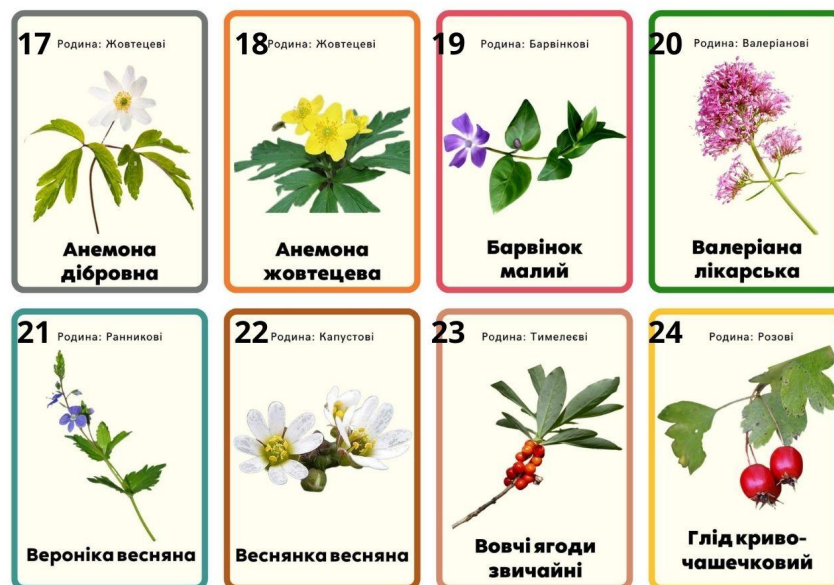 17 Родина: Жовтецеві
Анемона
дібровна
18 Родина: Жовтецеві
Анемона
жовтецева
19 Родина: Барвінкові
Барвінок
малий
20 Родина: Валеріанові
Валеріана
лікарська
21 Родина: Ранникові
Вероніка весняна
22 Родина: Капустові
Веснянка весняна
23 Родина: Тимелеєві
Вовчі ягоди
звичайні
24 Родина: Розові
Глід криво-
чашечковий